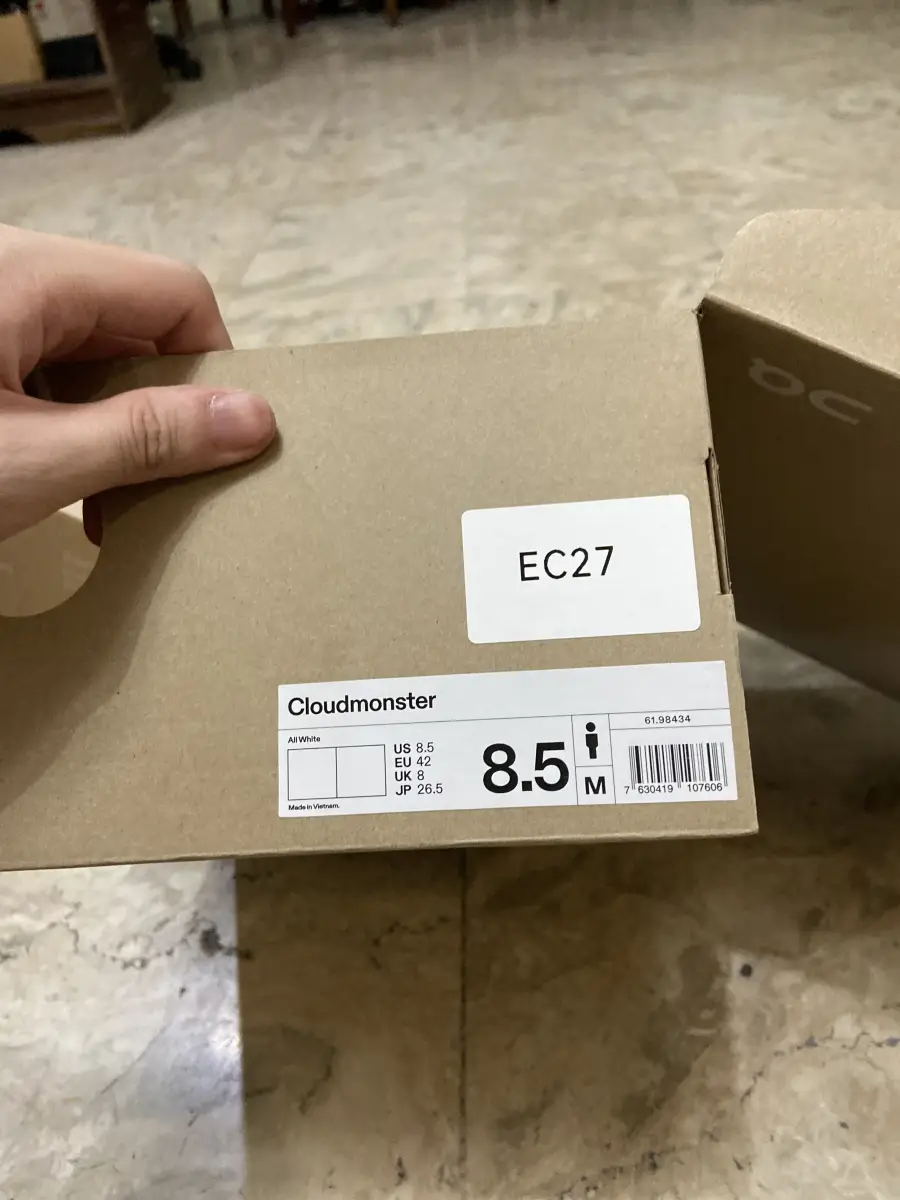 EC27
Cloudmonster
All White
US 8.5
EU 42
UK 8
JP 26.5
Made in Vietnam.
8.5
M
61.98434
7 630419 107606